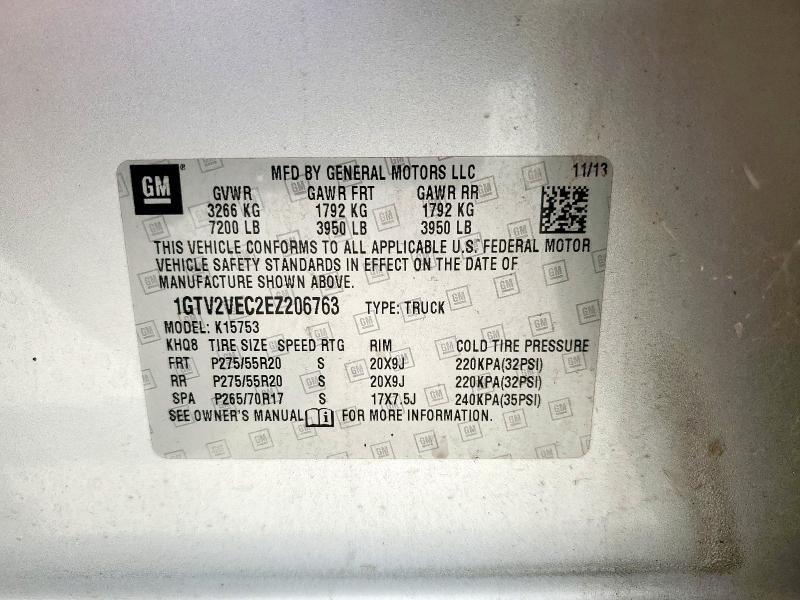 GM ® MFD BY GENERAL MOTORS LLC 11/13
GVWR GAWR FRT GAWR RR
3266 KG 1792 KG 1792 KG
7200 LB 3950 LB 3950 LB
THIS VEHICLE CONFORMS TO ALL APPLICABLE U.S. FEDERAL MOTOR
VEHICLE SAFETY STANDARDS IN EFFECT ON THE DATE OF
MANUFACTURE SHOWN ABOVE.
1GTV2VEC2EZ206763 TYPE: TRUCK
MODEL: K15753
KHQ8 TIRE SIZE SPEED RTG RIM COLD TIRE PRESSURE
FRT P275/55R20 S 20X9J 220KPA(32PSI)
RR P275/55R20 S 20X9J 220KPA(32PSI)
SPA P265/70R17 S 17X7.5J 240KPA(35PSI)
SEE OWNER'S MANUAL i FOR MORE INFORMATION.